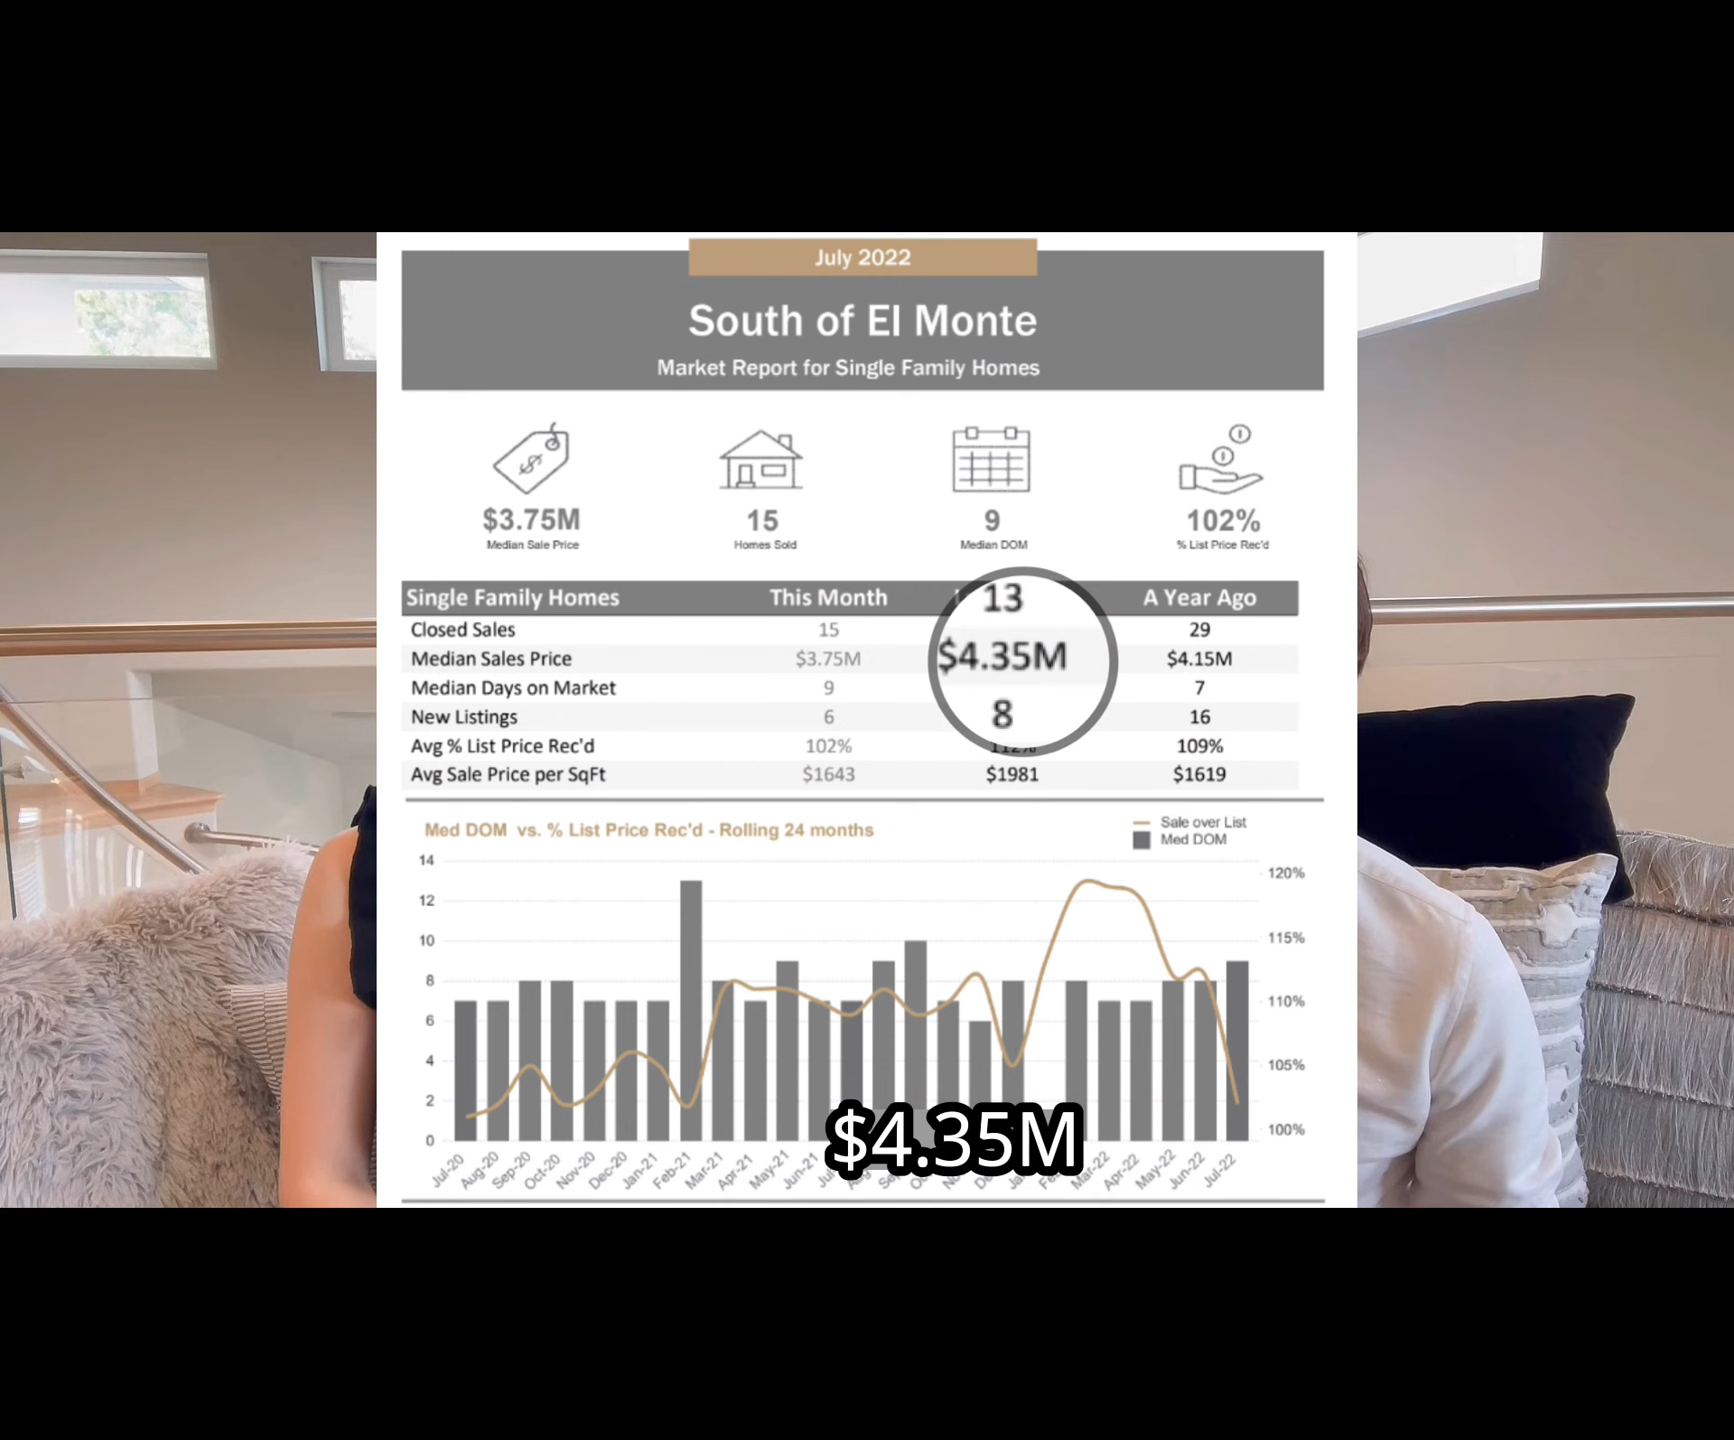 July 2022
South of El Monte
Market Report for Single Family Homes
$3.75M 15 9 102%
Median Sale Price Homes Sold Median DOM % List Price Rec'd
Single Family Homes This Month A Year Ago
13
Closed Sales 15 29
Median Sales Price $3.75M $4.35M $4.15M
Median Days on Market 9 8 7
New Listings 6 16
Avg % List Price Rec'd 102% 112% 109%
Avg Sale Price per SqFt $1643 $1981 $1619
Med DOM vs. % List Price Rec'd - Rolling 24 months
Sale over List
Med DOM
14
12
10
8
6
4
2
0
120%
115%
110%
105%
100%
Jul-20 Aug-20 Sep-20 Oct-20 Nov-20 Dec-20 Jan-21 Feb-21 Mar-21 Apr-21 May-21 Jun-21 Mar-22 Apr-22 May-22 Jun-22 Jul-22
$4.35M